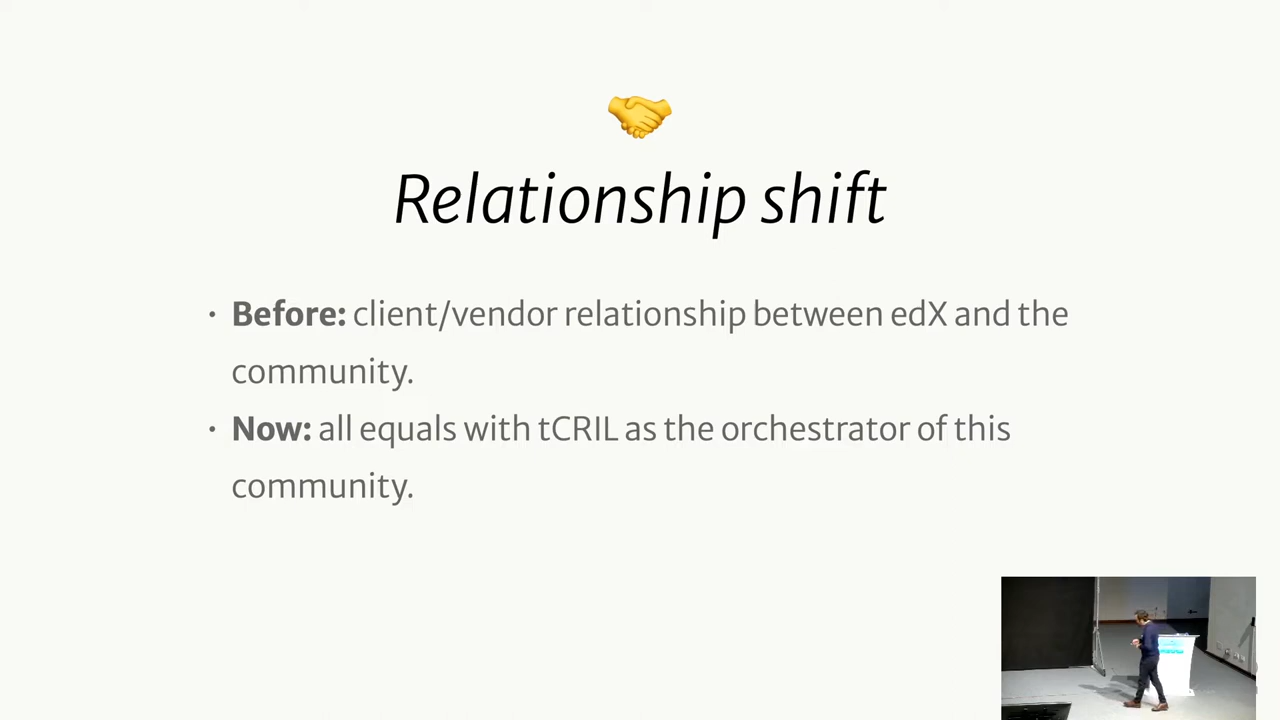 Relationship shift
• Before: client/vendor relationship between edX and the
community.
• Now: all equals with tCRIL as the orchestrator of this
community.